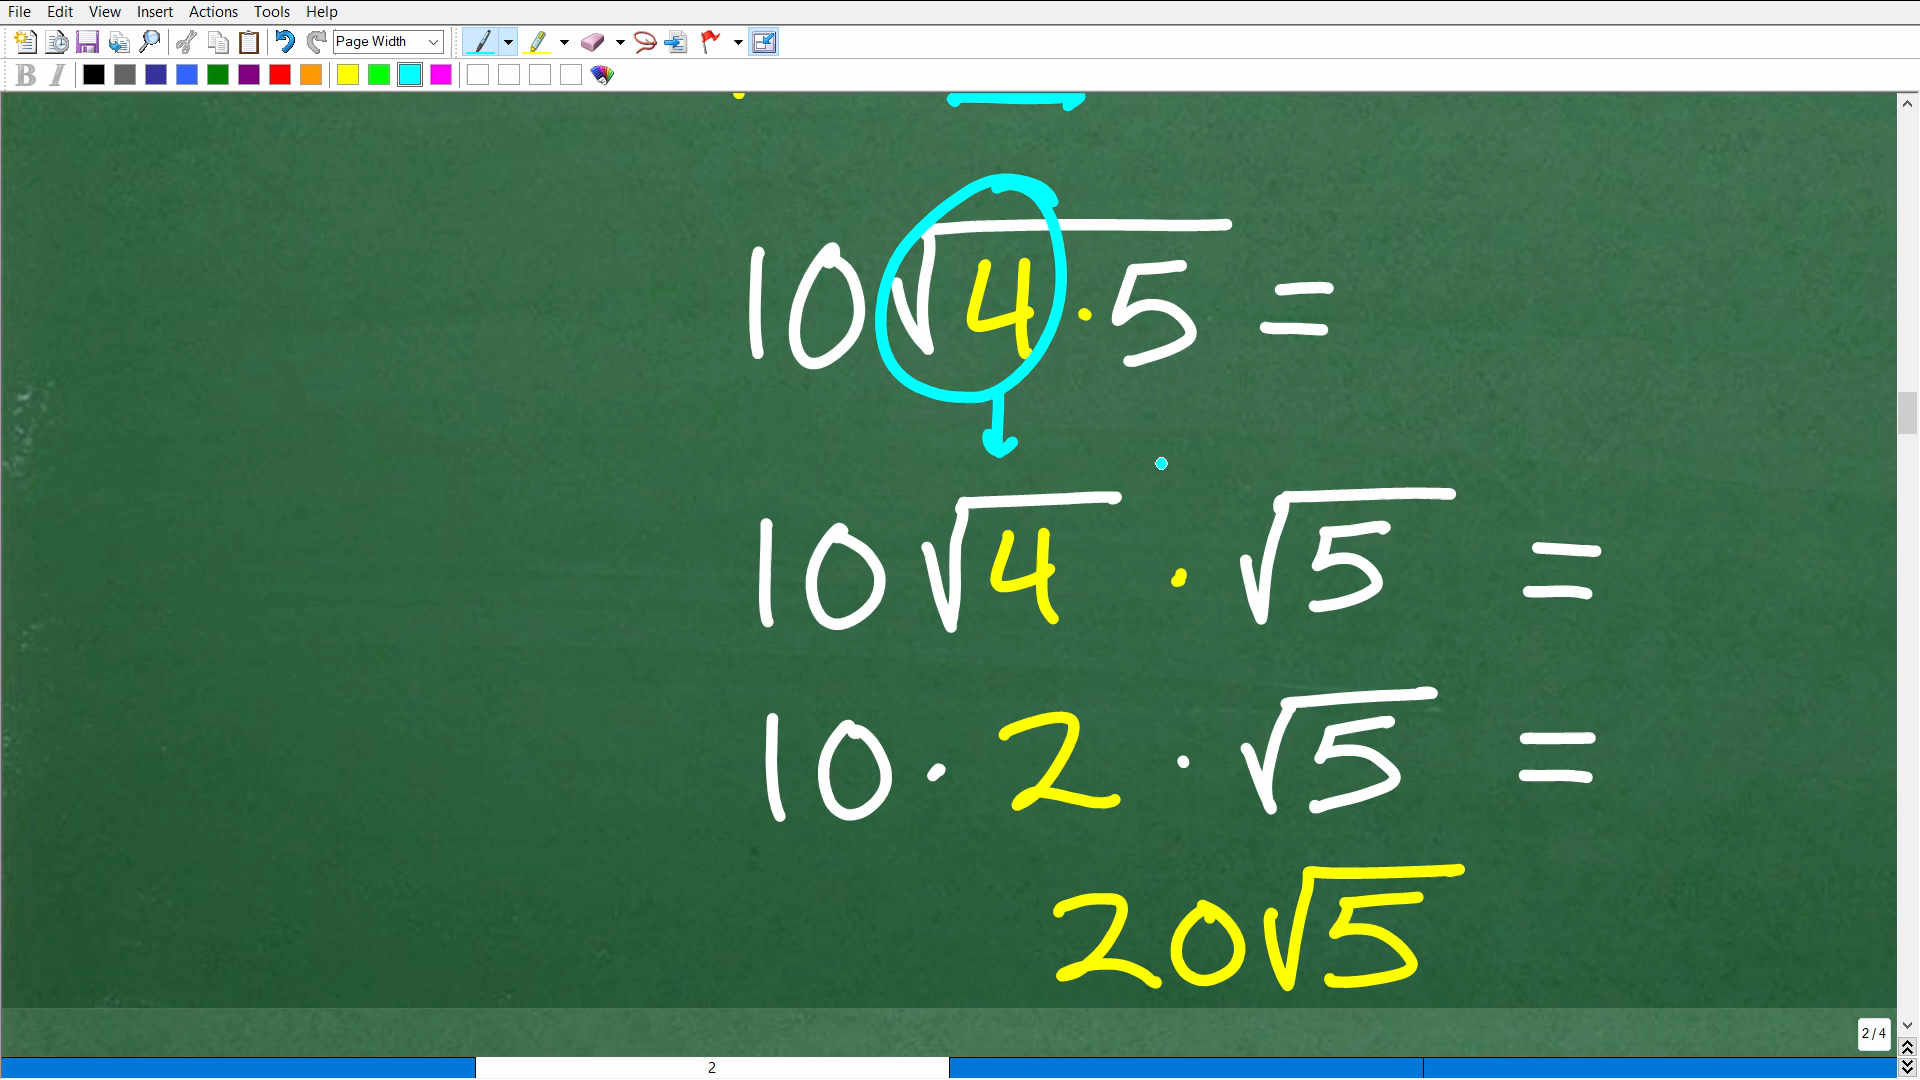 File Edit View Insert Actions Tools Help
Page Width
B I
10√4·5 =
10√4 · √5 =
10 · 2 · √5 =
20√5
2 / 4
2